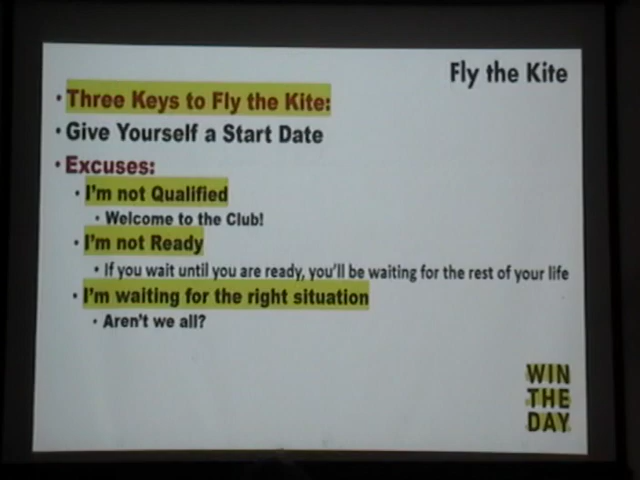 Fly the Kite
• Three Keys to Fly the Kite:
• Give Yourself a Start Date
• Excuses:
• I'm not Qualified
• Welcome to the Club!
• I'm not Ready
• If you wait until you are ready, you'll be waiting for the rest of your life
• I'm waiting for the right situation
• Aren't we all?
WIN
THE
DAY